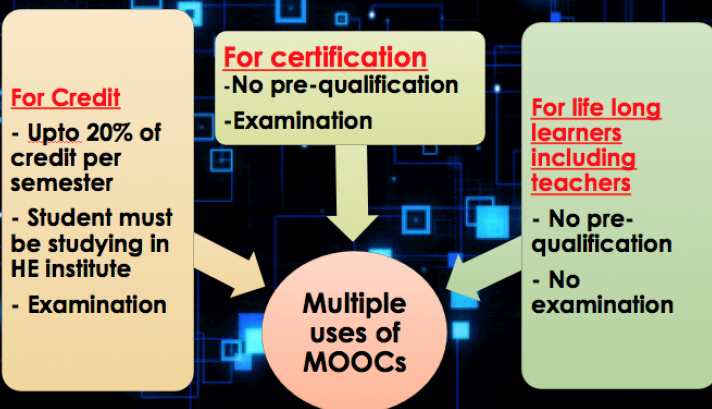 For Credit
- Upto 20% of
credit per
semester
- Student must
be studying in
HE institute
- Examination
For certification
-No pre-qualification
-Examination
For life long
learners
including
teachers
- No pre-
qualification
- No
examination
Multiple
uses of
MOOCs